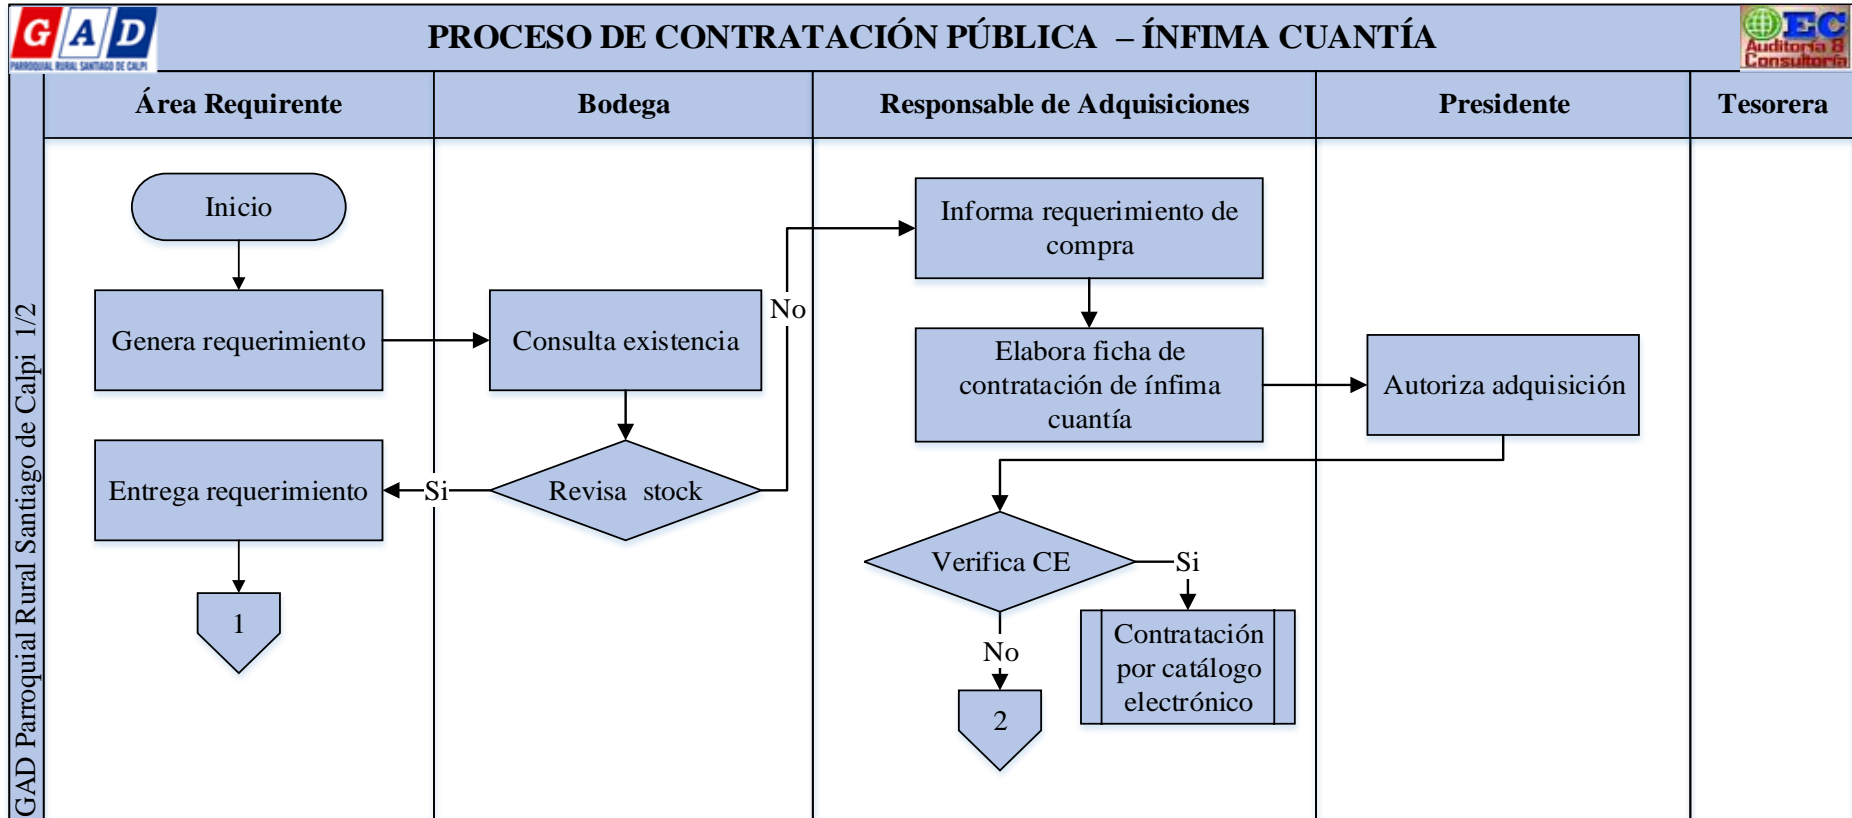 GAD
PARROQUIAL RURAL SANTIAGO DE CALPI
PROCESO DE CONTRATACIÓN PÚBLICA – ÍNFIMA CUANTÍA
EC
Auditoría &
Consultoría
Área Requirente
Bodega
Responsable de Adquisiciones
Presidente
Tesorera
GAD Parroquial Rural Santiago de Calpi 1/2
Inicio
Genera requerimiento
Consulta existencia
Revisa stock
Si
Entrega requerimiento
1
No
Informa requerimiento de
compra
Elabora ficha de
contratación de ínfima
cuantía
Autoriza adquisición
Verifica CE
Si
Contratación
por catálogo
electrónico
No
2